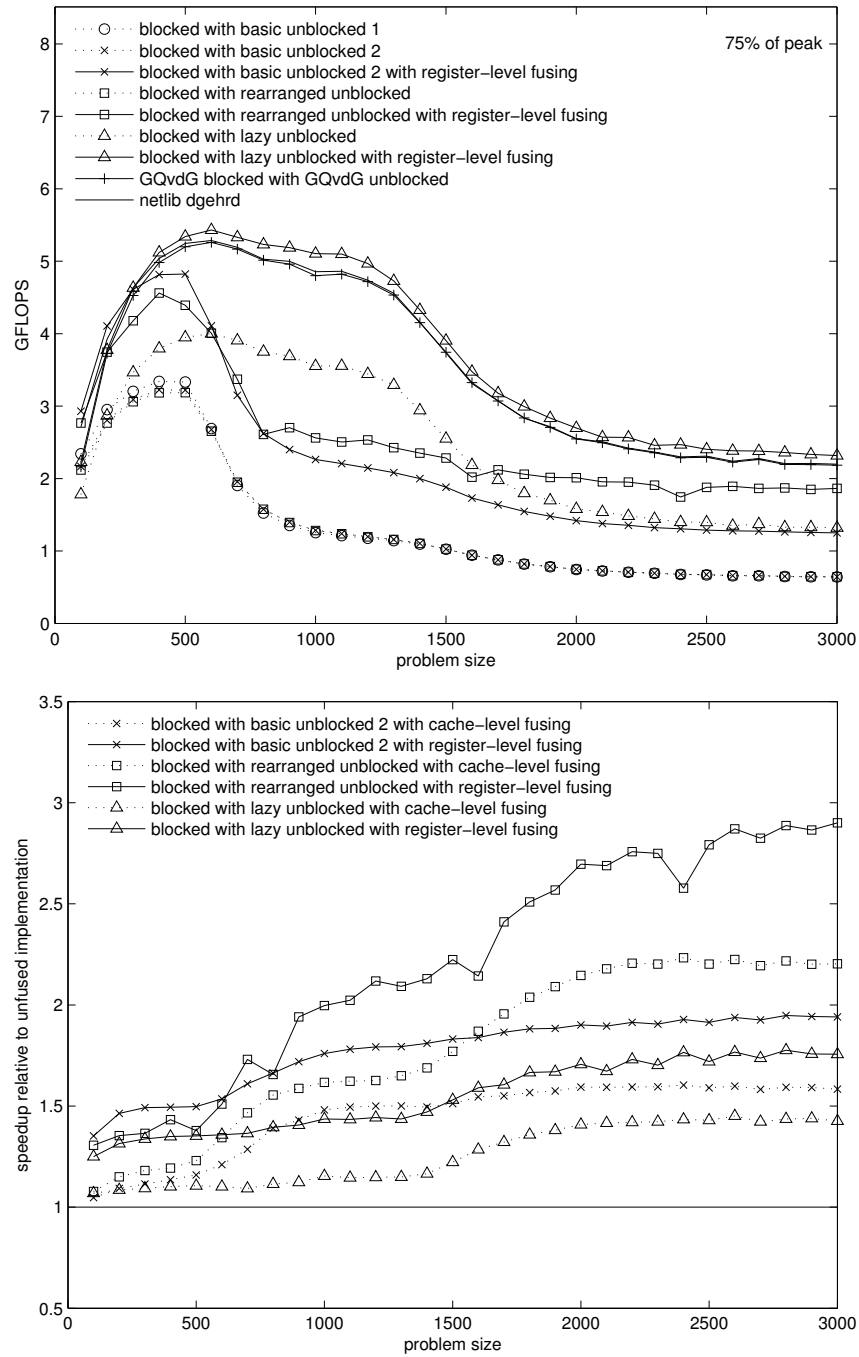 8
7
6
5
4
3
2
1
0
GFLOPS
blocked with basic unblocked 1
blocked with basic unblocked 2
blocked with basic unblocked 2 with register−level fusing
blocked with rearranged unblocked
blocked with rearranged unblocked with register−level fusing
blocked with lazy unblocked
blocked with lazy unblocked with register−level fusing
GQvdG blocked with GQvdG unblocked
netlib dgehrd
75% of peak
0 500 1000 1500 2000 2500 3000
problem size
3.5
3
2.5
2
1.5
1
0.5
speedup relative to unfused implementation
blocked with basic unblocked 2 with cache−level fusing
blocked with basic unblocked 2 with register−level fusing
blocked with rearranged unblocked with cache−level fusing
blocked with rearranged unblocked with register−level fusing
blocked with lazy unblocked with cache−level fusing
blocked with lazy unblocked with register−level fusing
0 500 1000 1500 2000 2500 3000
problem size